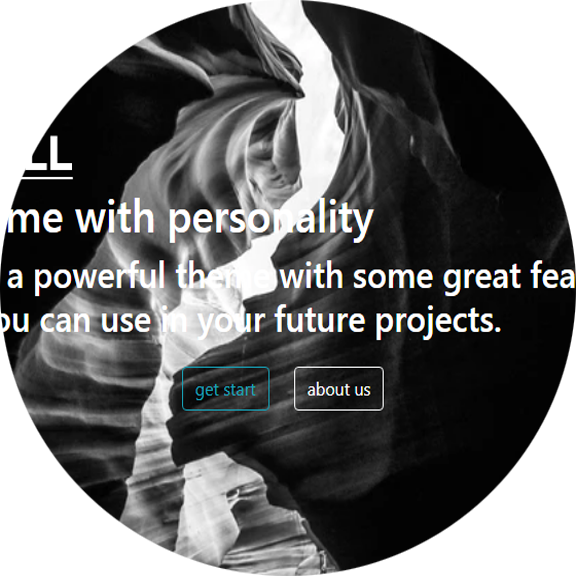 LL
me with personality
a powerful theme with some great fea
ou can use in your future projects.
get start
about us